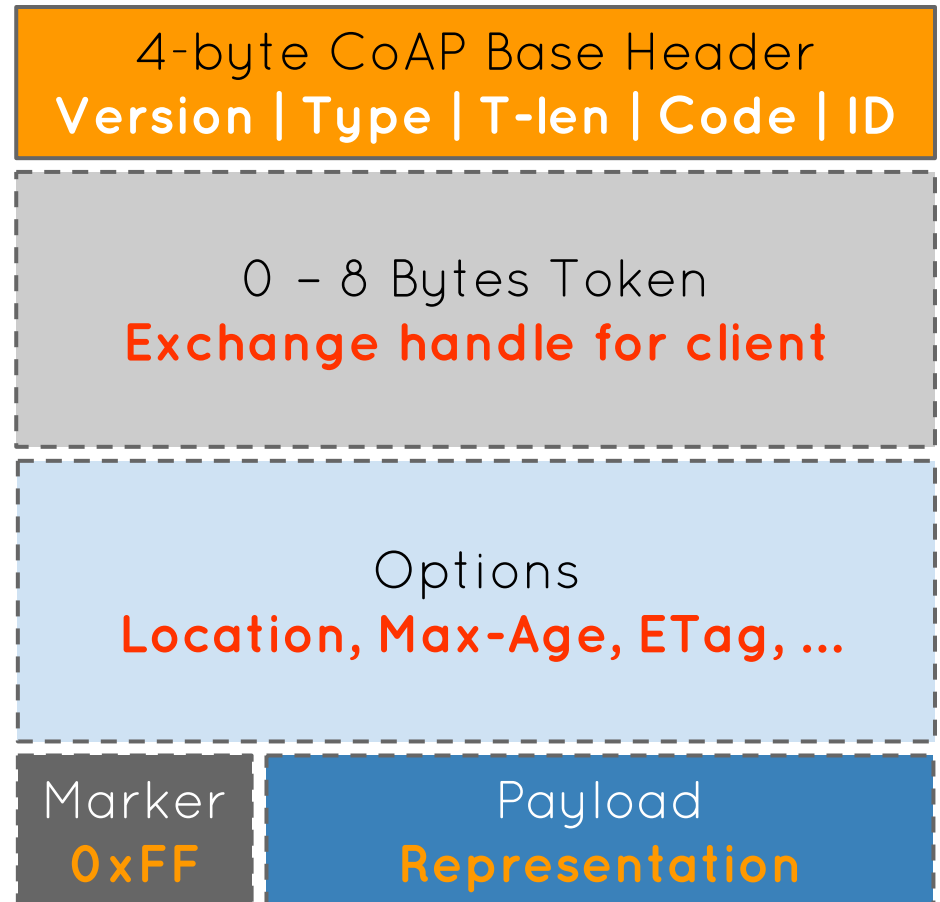 4-byte CoAP Base Header
Version | Type | T-len | Code | ID
0 – 8 Bytes Token
Exchange handle for client
Options
Location, Max-Age, ETag, ...
Marker
0xFF
Payload
Representation